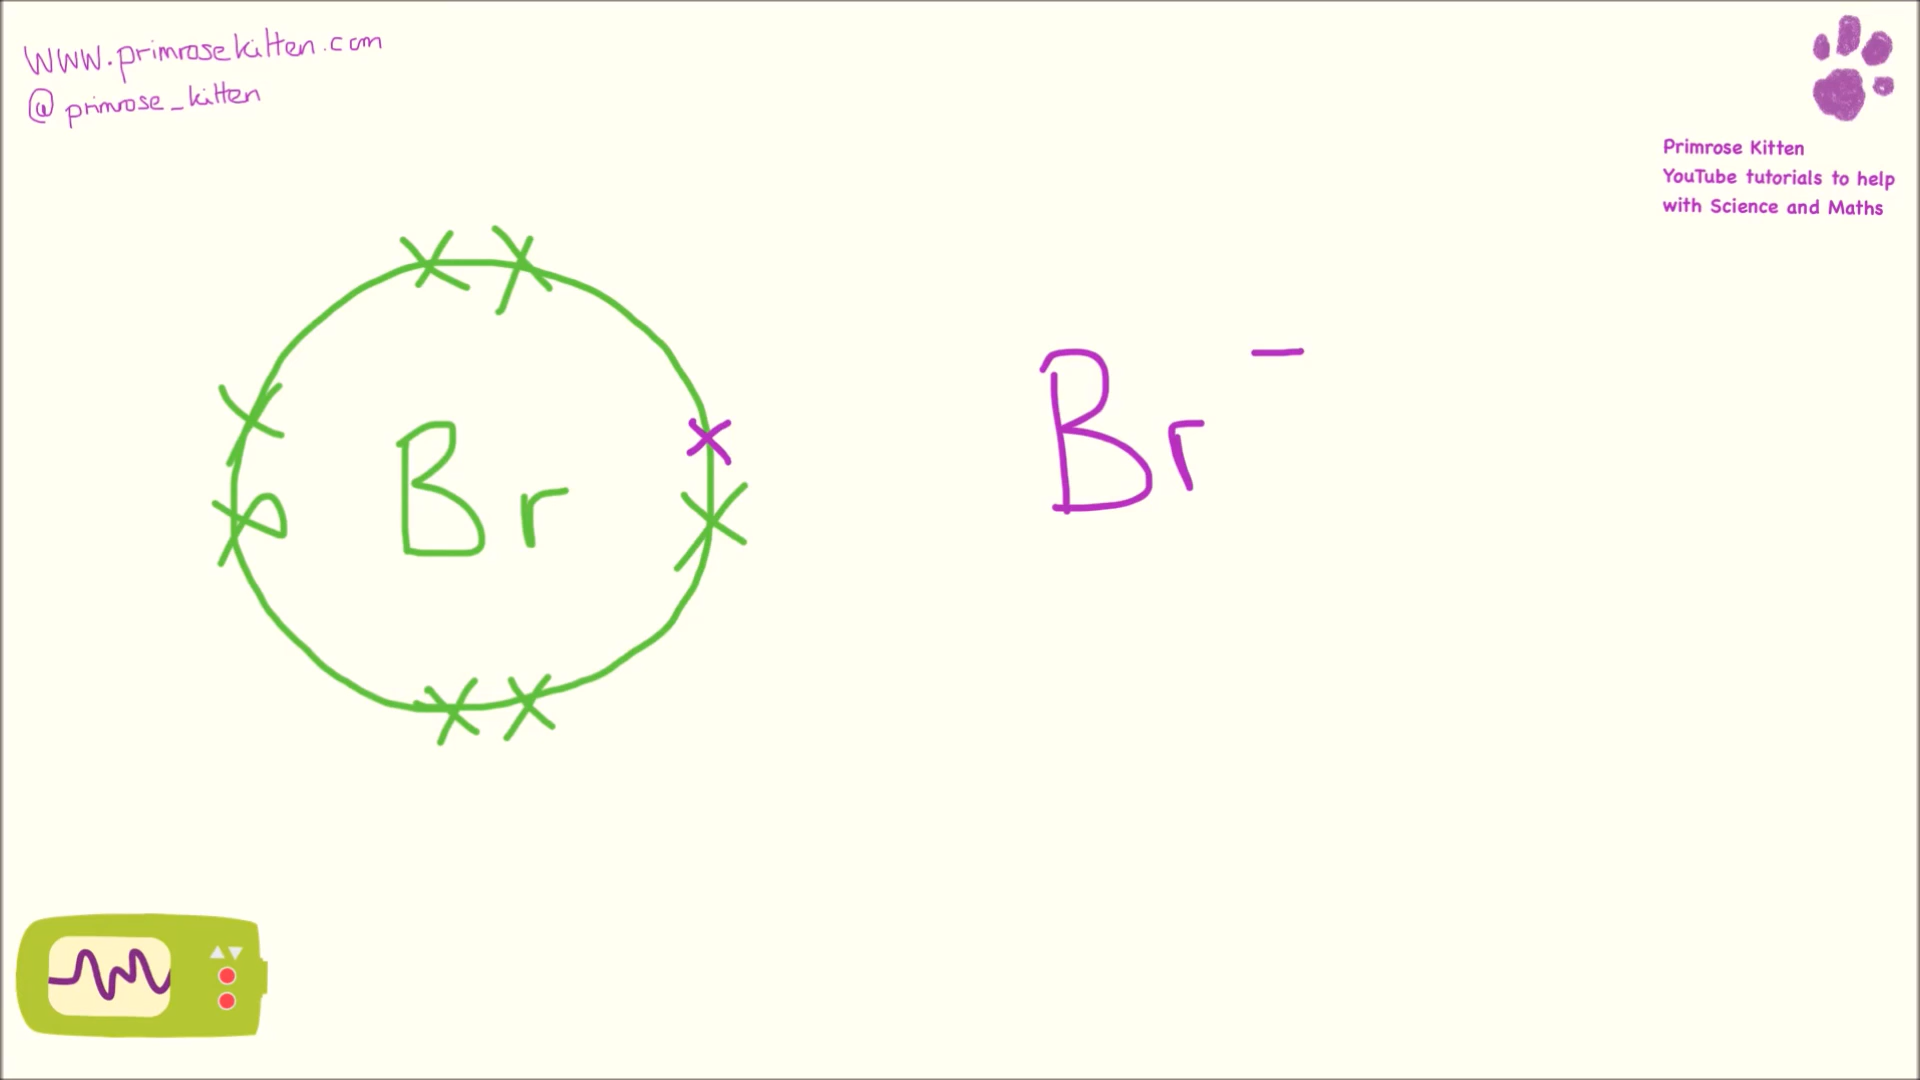 www.primrosekitten.com
@primrose_kitten
Primrose Kitten
YouTube tutorials to help
with Science and Maths
Br
Br⁻